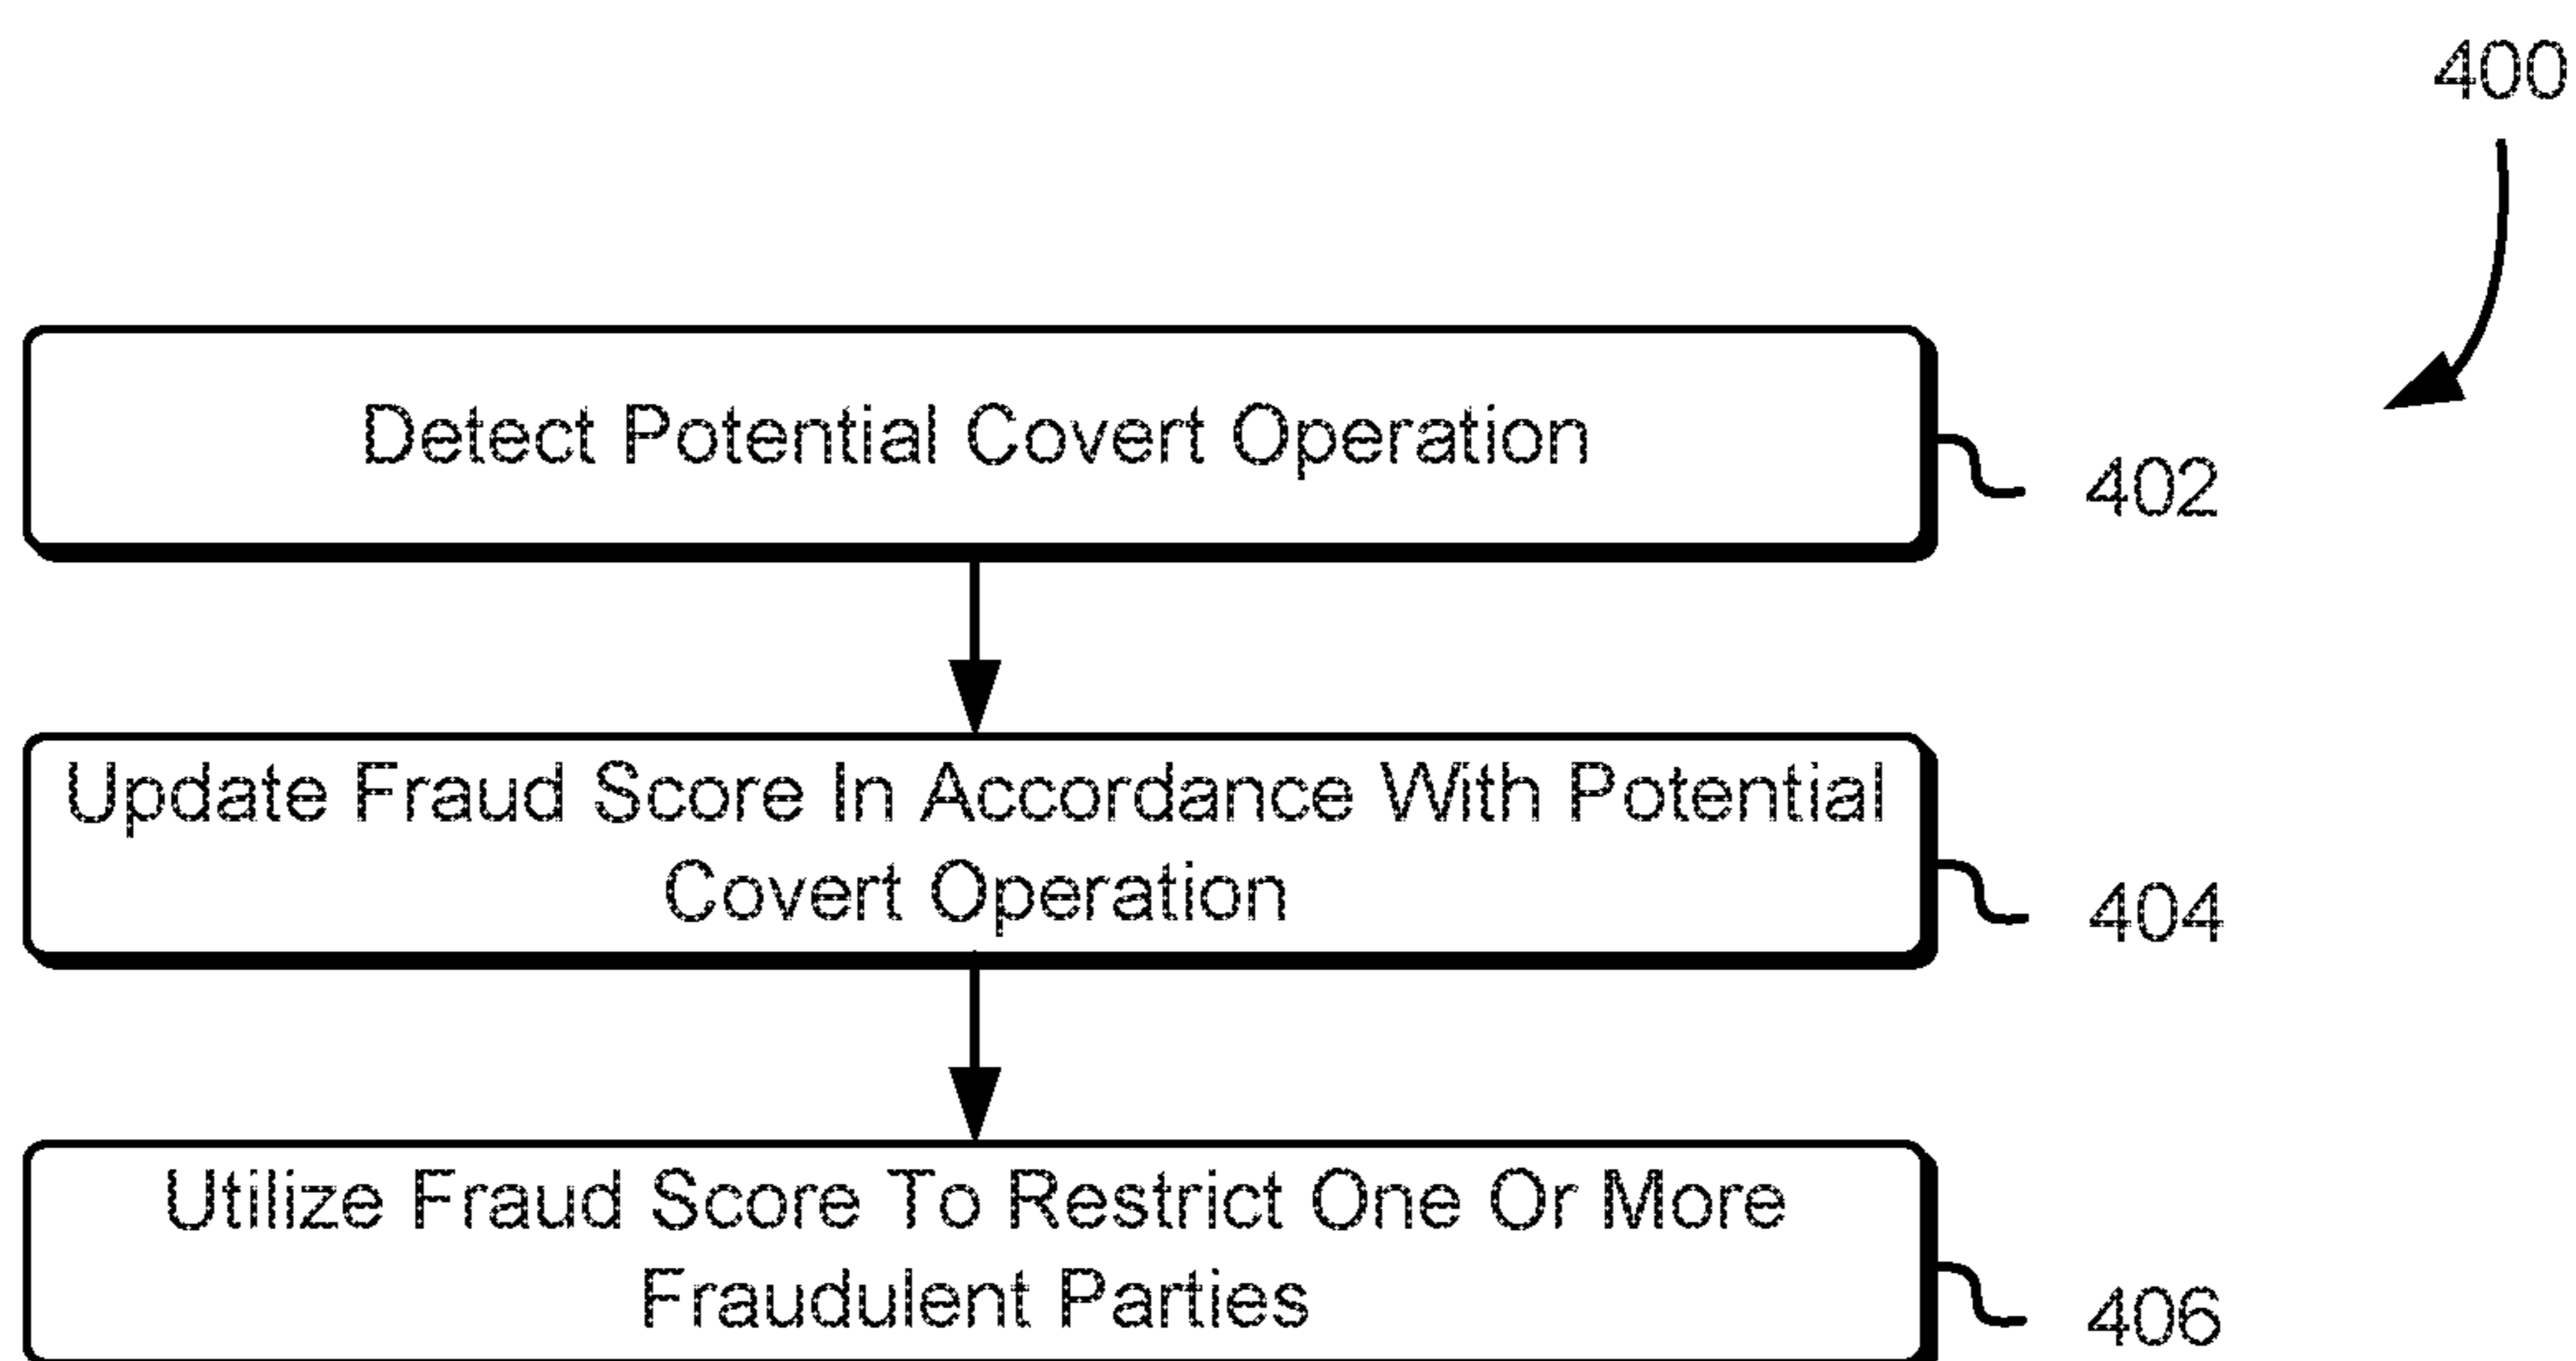 400
Detect Potential Covert Operation
402
Update Fraud Score In Accordance With Potential
Covert Operation
404
Utilize Fraud Score To Restrict One Or More
Fraudulent Parties
406